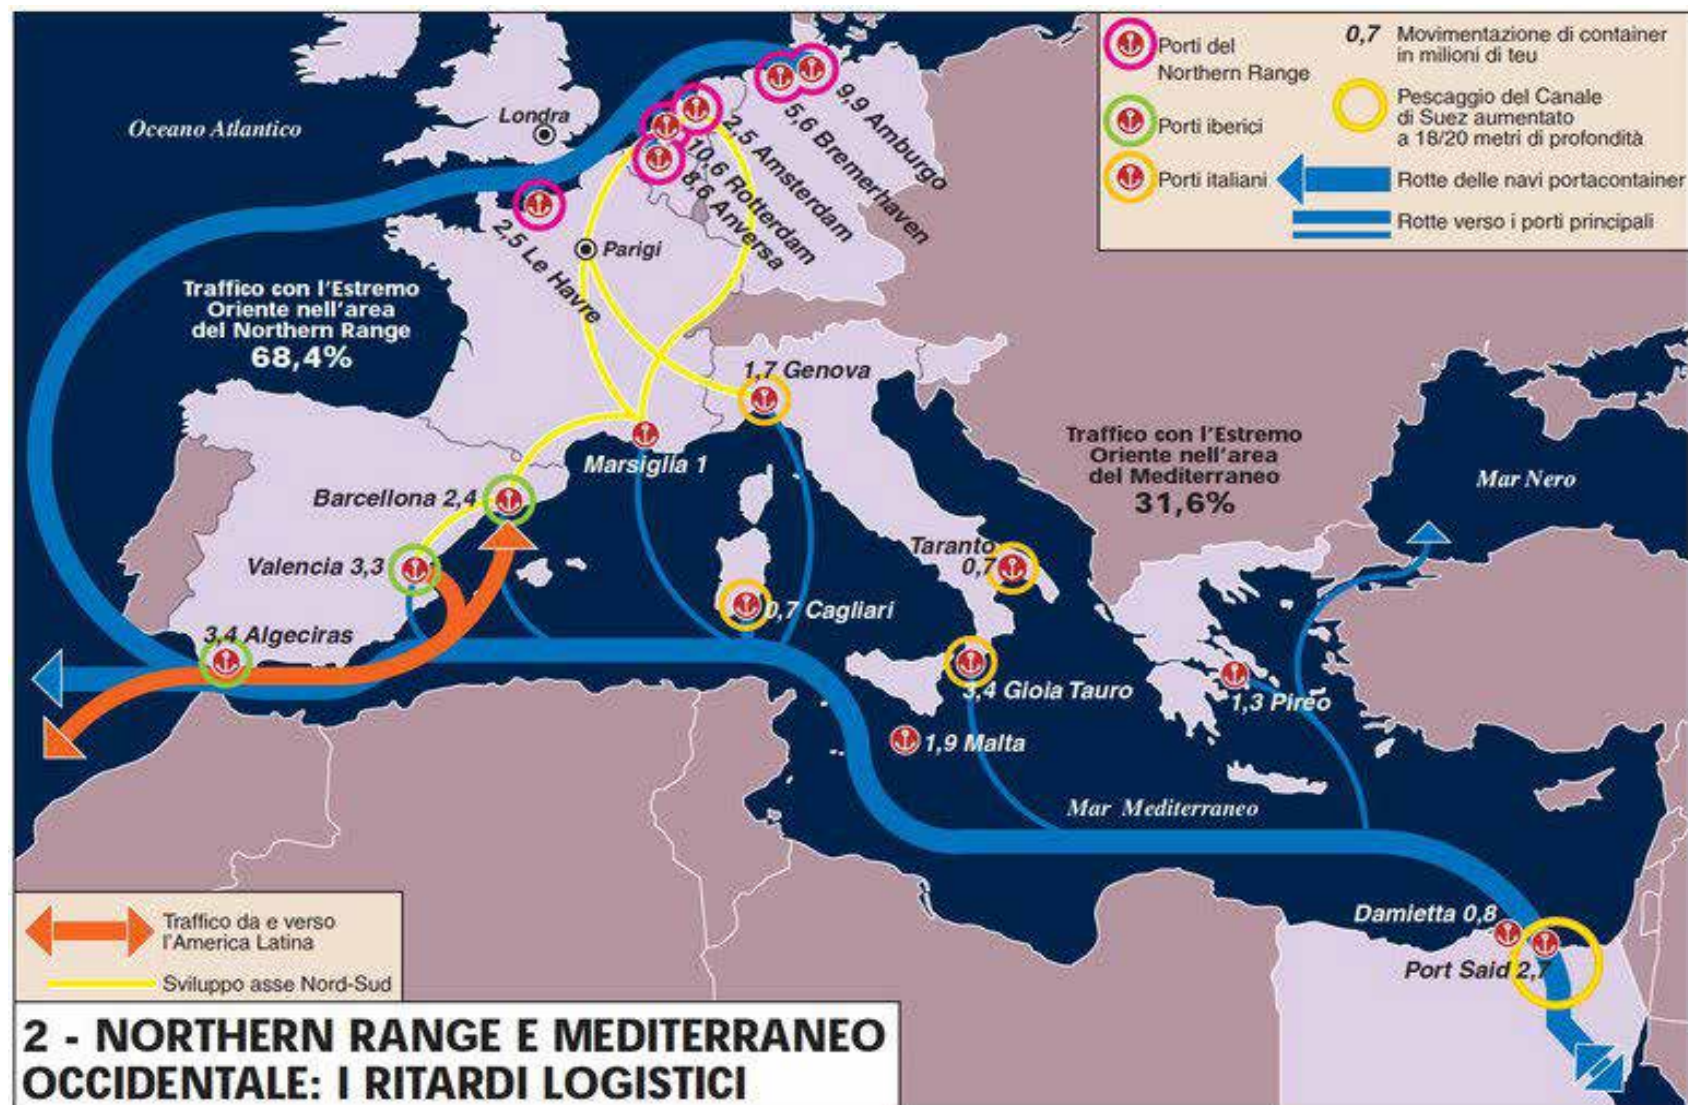 Porti del
Northern Range
Porti iberici
Porti italiani
0,7 Movimentazione di container
in milioni di teu
Pescaggio del Canale
di Suez aumentato
a 18/20 metri di profondità
Rotte delle navi portacontainer
Rotte verso i porti principali
Oceano Atlantico
Londra
9,9 Amburgo
5,6 Bremerhaven
2,5 Amsterdam
10,6 Rotterdam
8,6 Anversa
2,5 Le Havre
Parigi
Traffico con l'Estremo
Oriente nell'area
del Northern Range
68,4%
1,7 Genova
Marsiglia 1
Barcellona 2,4
Valencia 3,3
3,4 Algeciras
Traffico con l'Estremo
Oriente nell'area
del Mediterraneo
31,6%
Mar Nero
Taranto
0,7
0,7 Cagliari
3,4 Gioia Tauro
1,9 Malta
1,3 Pireo
Mar Mediterraneo
Damietta 0,8
Port Said 2,7
Traffico da e verso
l'America Latina
Sviluppo asse Nord-Sud
2 - NORTHERN RANGE E MEDITERRANEO
OCCIDENTALE: I RITARDI LOGISTICI